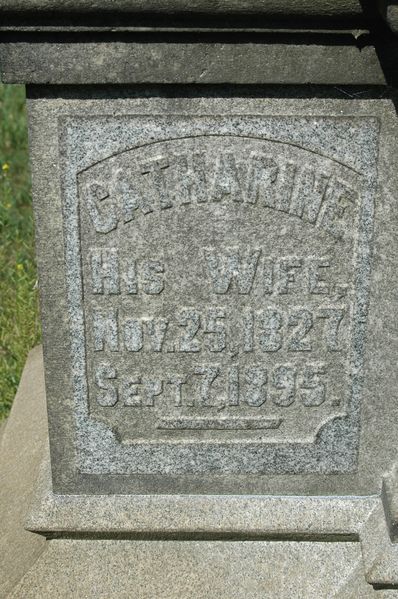 CATHARINE
HIS WIFE,
NOV. 25, 1827
SEPT. 7, 1895.